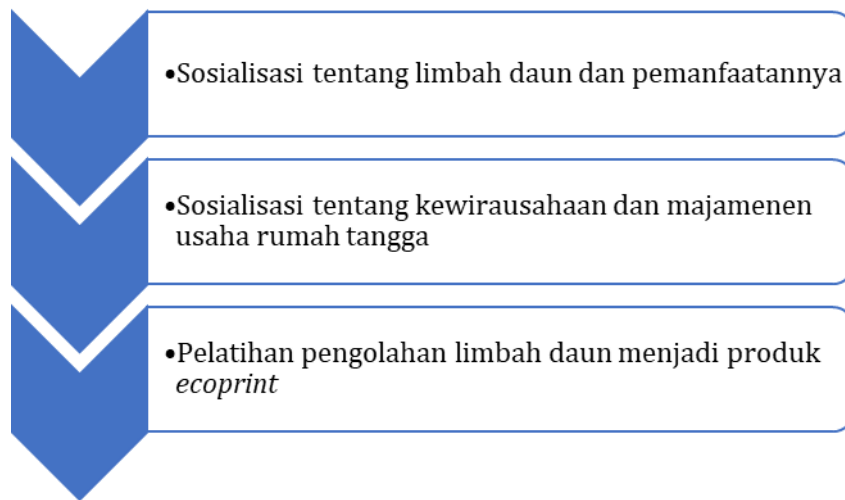 •Sosialisasi tentang limbah daun dan pemanfaatannya
•Sosialisasi tentang kewirausahaan dan majamenen
usaha rumah tangga
•Pelatihan pengolahan limbah daun menjadi produk
ecoprint